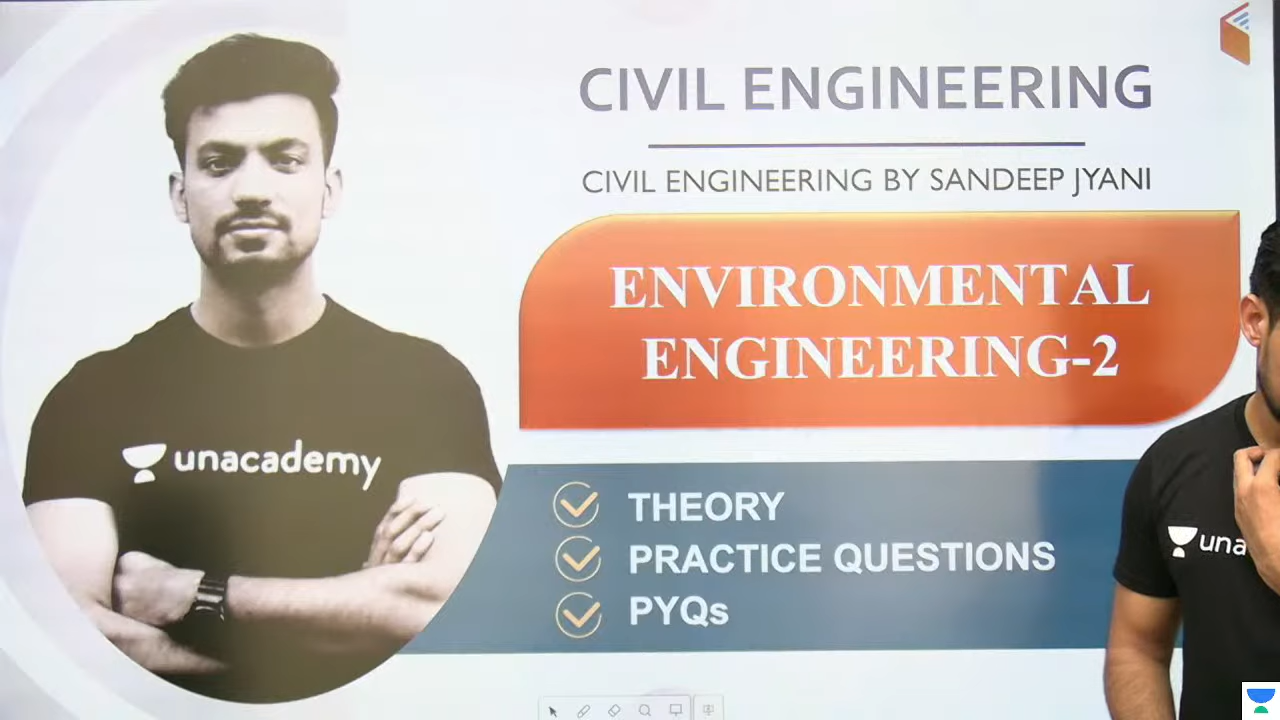 CIVIL ENGINEERING
CIVIL ENGINEERING BY SANDEEP JYANI
ENVIRONMENTAL
ENGINEERING-2
unacademy
THEORY
PRACTICE QUESTIONS
PYQs
una